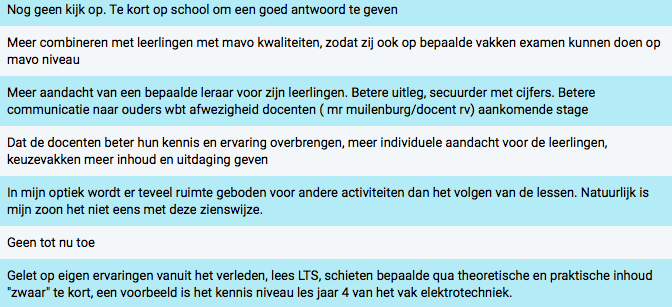 Nog geen kijk op. Te kort op school om een goed antwoord te geven
Meer combineren met leerlingen met mavo kwaliteiten, zodat zij ook op bepaalde vakken examen kunnen doen op
mavo niveau
Meer aandacht van een bepaalde leraar voor zijn leerlingen. Betere uitleg, secuurder met cijfers. Betere
communicatie naar ouders wbt afwezigheid docenten ( mr muilenburg/docent rv) aankomende stage
Dat de docenten beter hun kennis en ervaring overbrengen, meer individuele aandacht voor de leerlingen,
keuzevakken meer inhoud en uitdaging geven
In mijn optiek wordt er teveel ruimte geboden voor andere activiteiten dan het volgen van de lessen. Natuurlijk is
mijn zoon het niet eens met deze zienswijze.
Geen tot nu toe
Gelet op eigen ervaringen vanuit het verleden, lees LTS, schieten bepaalde qua theoretische en praktische inhoud
"zwaar" te kort, een voorbeeld is het kennis niveau les jaar 4 van het vak elektrotechniek.